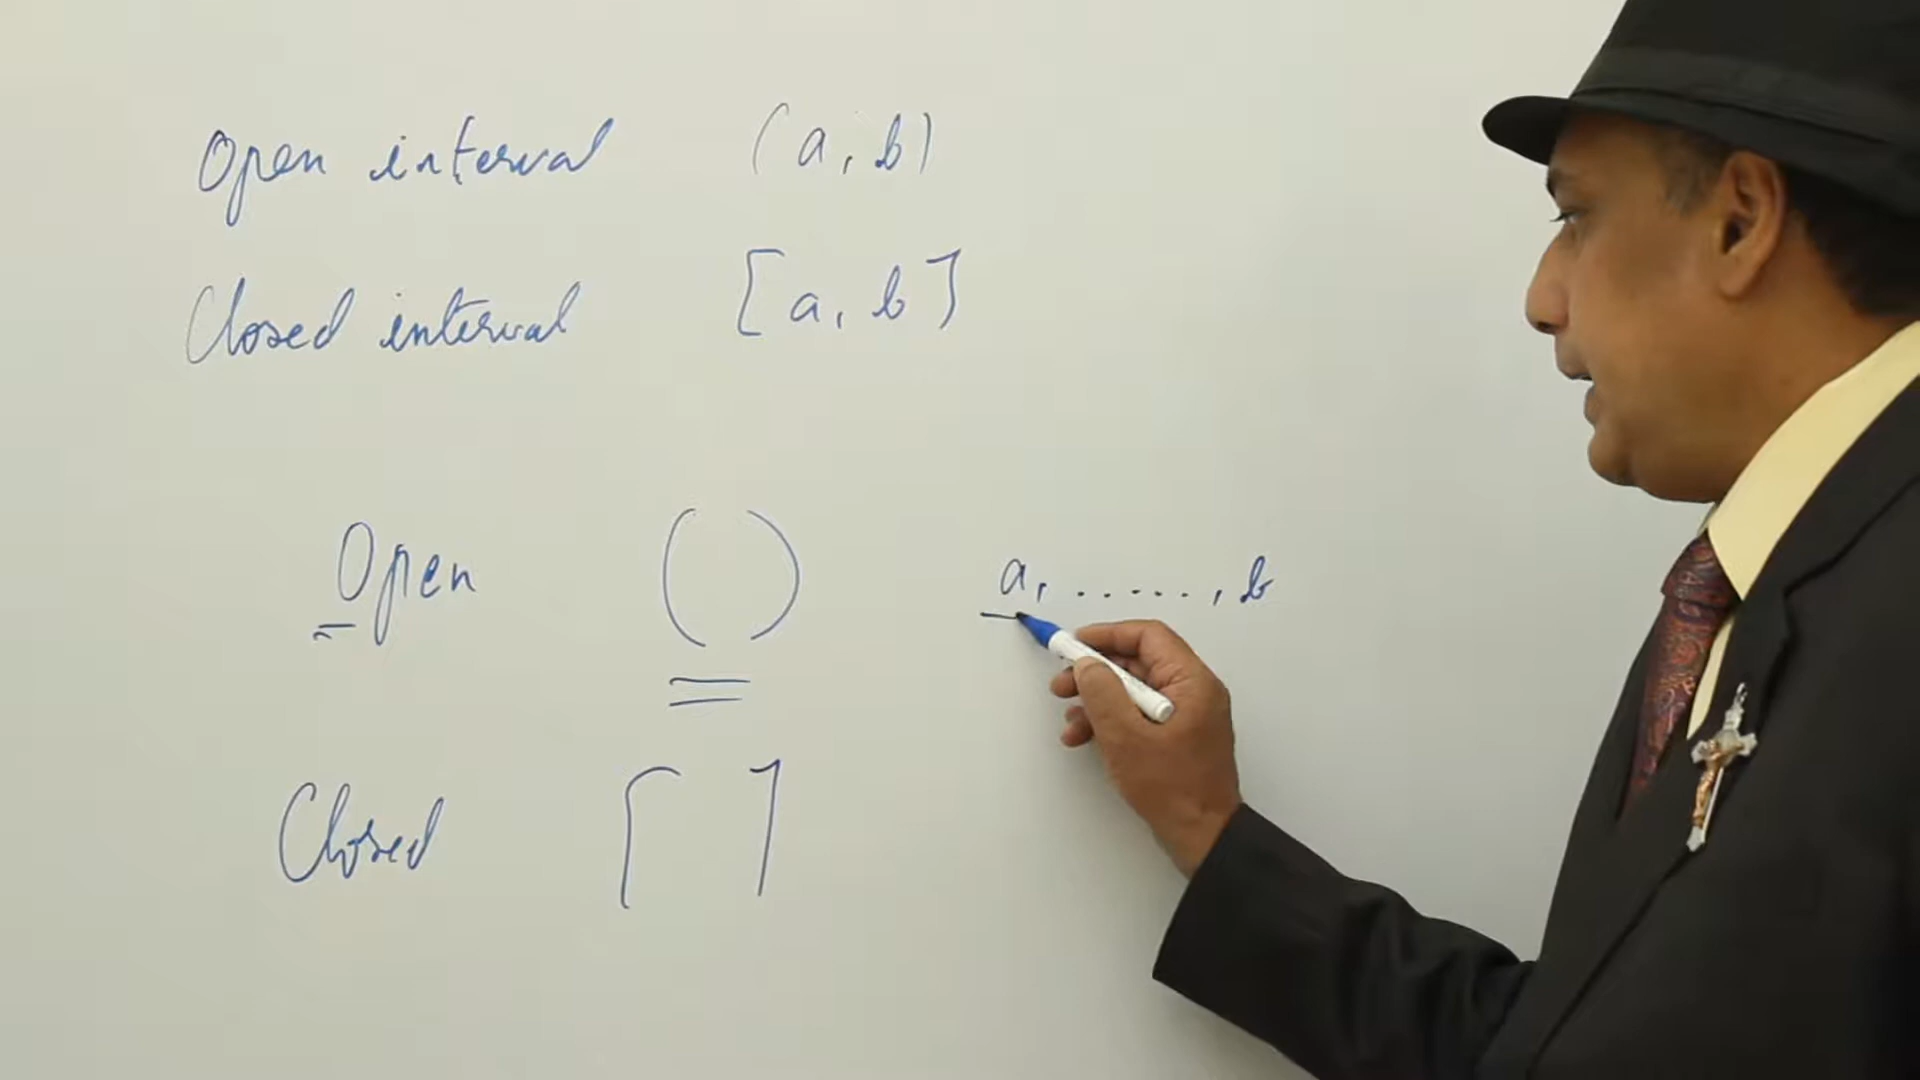 Open interval (a, b)
Closed interval [a, b]
Open ( ) a, ....., b
Closed [ ]